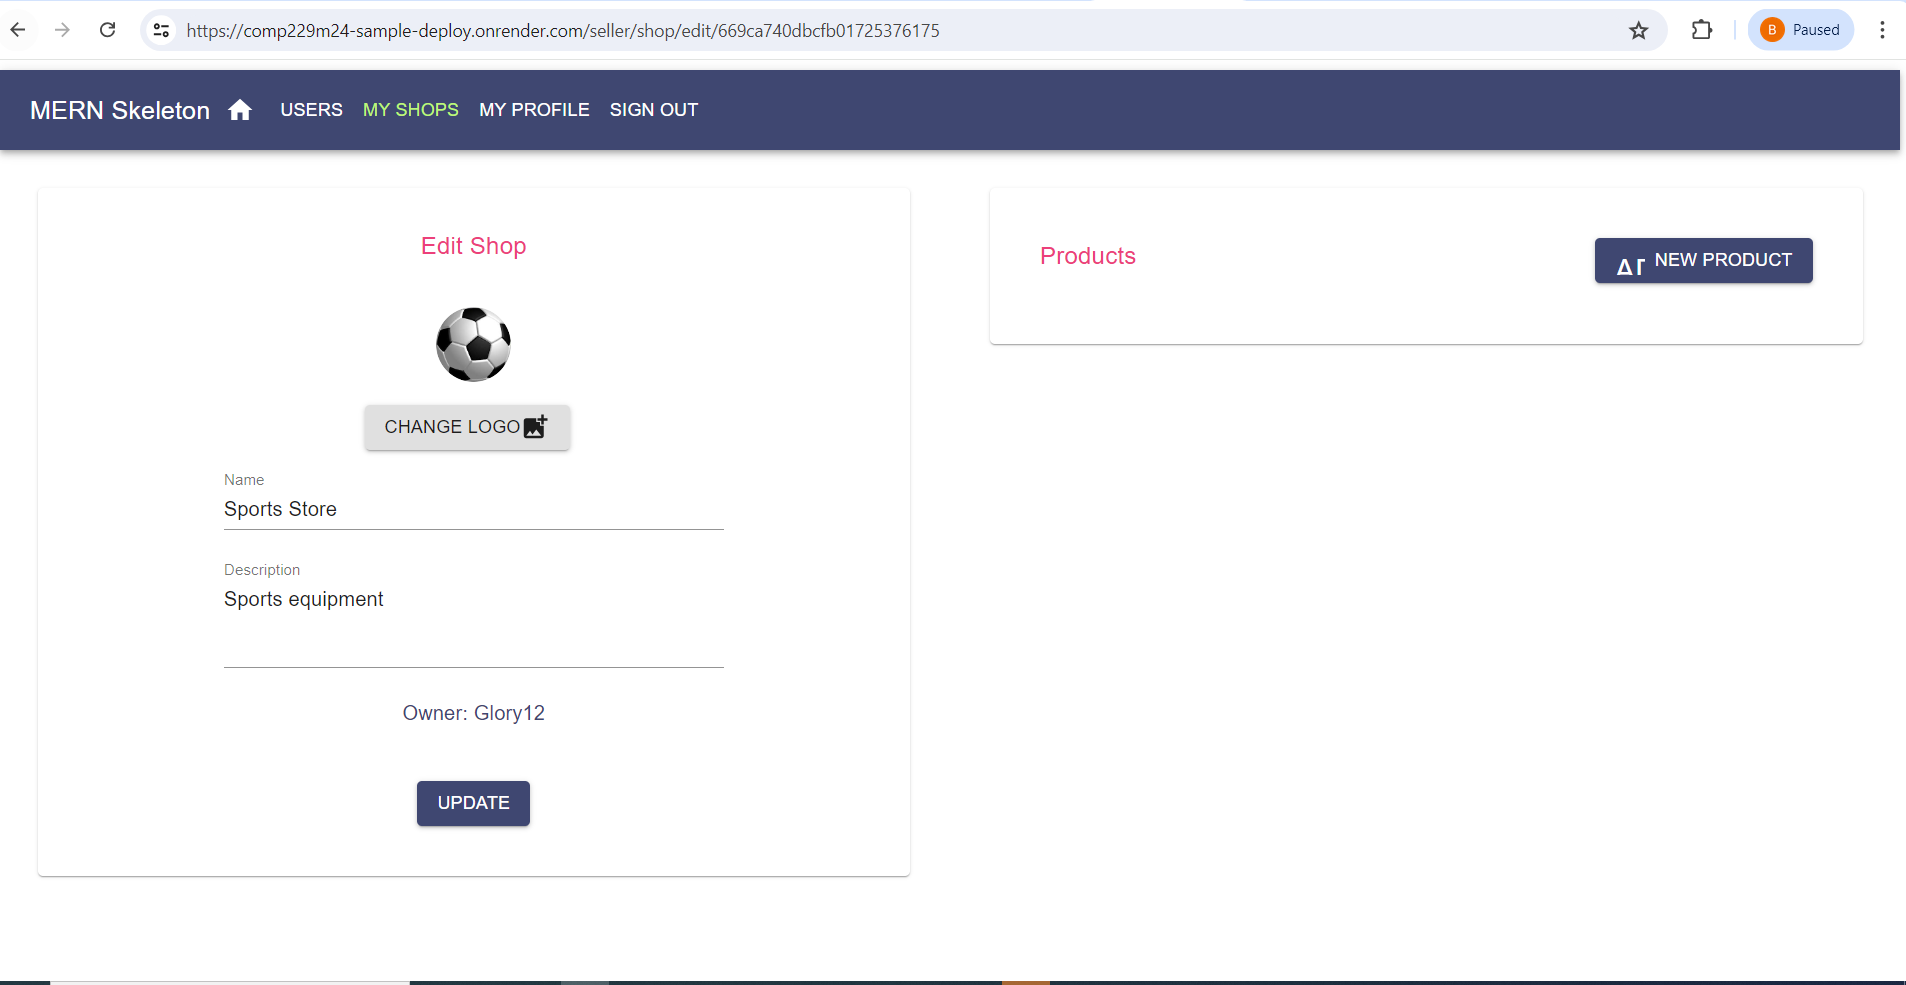 https://comp229m24-sample-deploy.onrender.com/seller/shop/edit/669ca740dbcfb01725376175
B Paused
MERN Skeleton USERS MY SHOPS MY PROFILE SIGN OUT
Edit Shop
CHANGE LOGO
Name
Sports Store
Description
Sports equipment
Owner: Glory12
UPDATE
Products
NEW PRODUCT